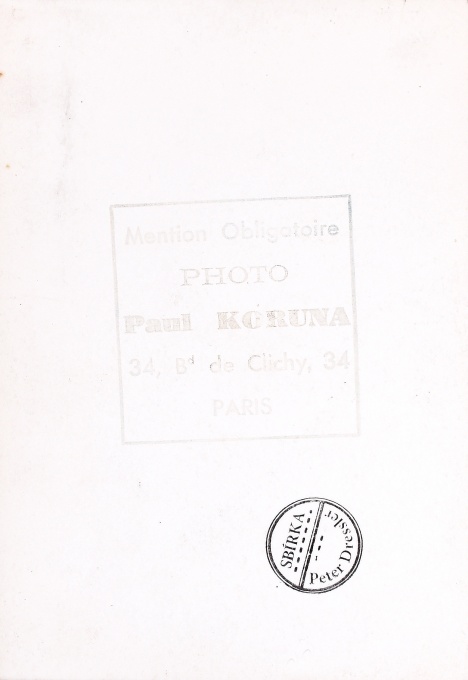 Mention Obligatoire
PHOTO
Paul KORUNA
34, Bd de Clichy, 34
PARIS
SBÍRKA
Peter Dressler